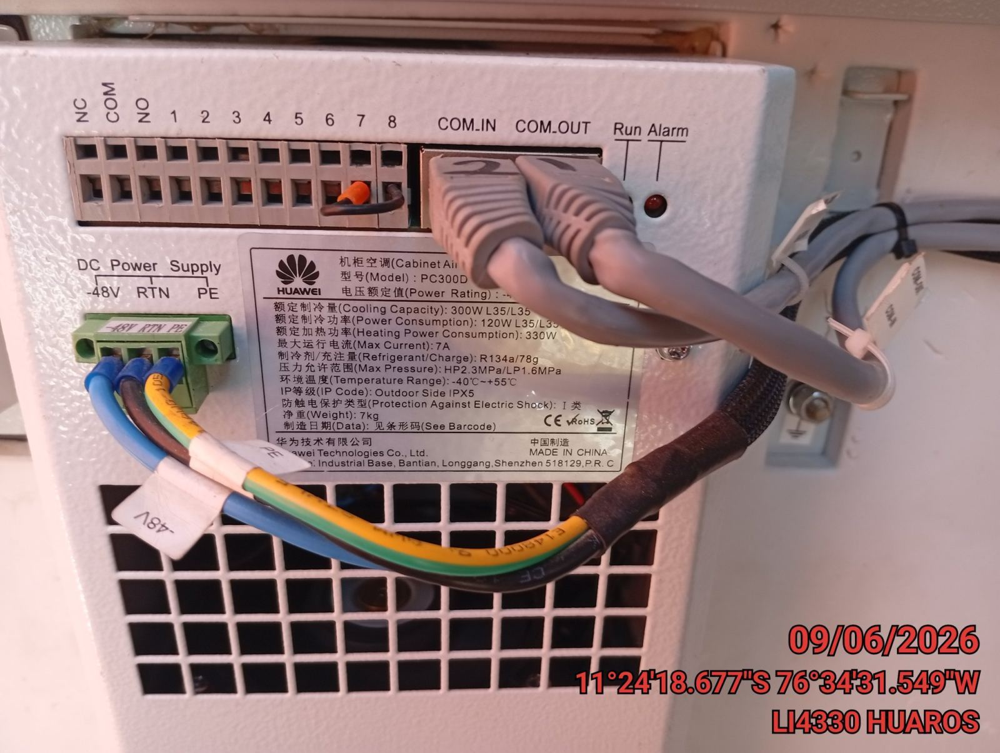 NC COM NO 1 2 3 4 5 6 7 8
COM_IN COM_OUT
Run Alarm
2 1
DC Power Supply
-48V RTN PE
-48V RTN PE
HUAWEI
机柜空调(Cabinet Air
型号(Model) : PC300D
电压额定值(Power Rating) :
额定制冷量(Cooling Capacity): 300W L35/L35
额定制冷功率(Power Consumption): 120W L35/L35
额定加热功率(Heating Power Consumption): 330W
最大运行电流(Max Current): 7A
制冷剂/充注量(Refrigerant/Charge): R134a/78g
压力允许范围(Max Pressure): HP2.3MPa/LP1.6MPa
环境温度(Temperature Range): -40℃~+55℃
IP等级(IP Code): Outdoor Side IPX5
防触电保护类型(Protection Against Electric Shock): I 类
净重(Weight): 7kg
CE RoHS
制造日期(Data): 见条形码(See Barcode)
华为技术有限公司
中国制造
Technologies Co., Ltd.
MADE IN CHINA
Industrial Base, Bantian, Longgang,Shenzhen 518129,P.R. C
PE
-48V
09/06/2026
11°24'18.677"S 76°34'31.549"W
LI4330 HUAROS